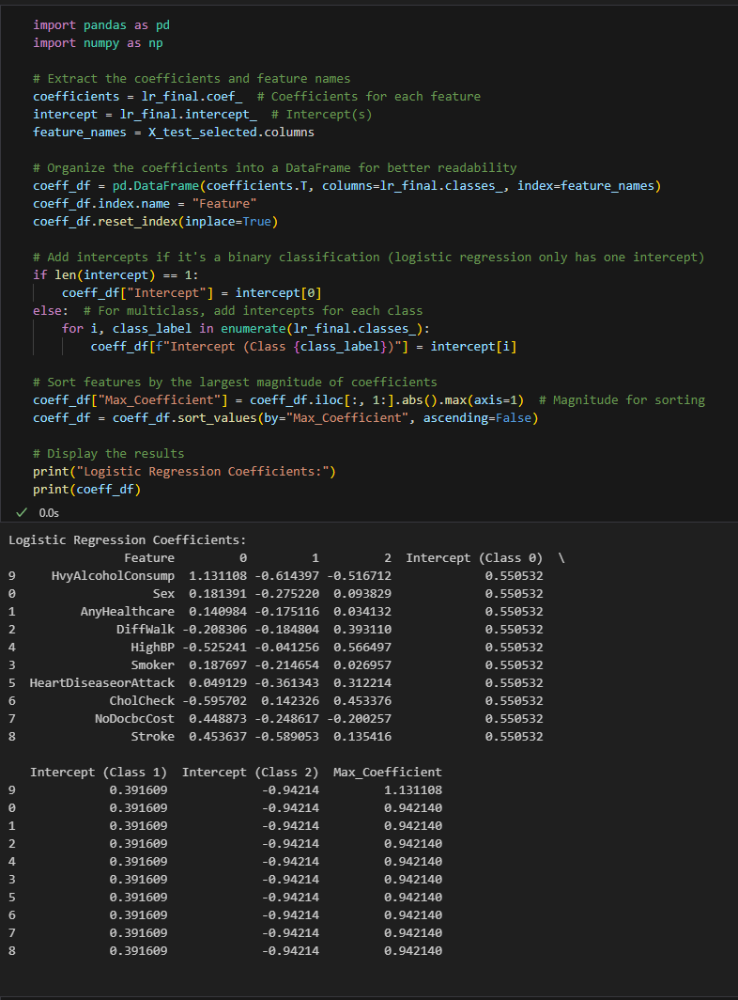 import pandas as pd
import numpy as np
# Extract the coefficients and feature names
coefficients = lr_final.coef_  # Coefficients for each feature
intercept = lr_final.intercept_  # Intercept(s)
feature_names = X_test_selected.columns
# Organize the coefficients into a DataFrame for better readability
coeff_df = pd.DataFrame(coefficients.T, columns=lr_final.classes_, index=feature_names)
coeff_df.index.name = "Feature"
coeff_df.reset_index(inplace=True)
# Add intercepts if it's a binary classification (logistic regression only has one intercept)
if len(intercept) == 1:
    coeff_df["Intercept"] = intercept[0]
else:  # For multiclass, add intercepts for each class
    for i, class_label in enumerate(lr_final.classes_):
        coeff_df[f"Intercept (Class {class_label})"] = intercept[i]
# Sort features by the largest magnitude of coefficients
coeff_df["Max_Coefficient"] = coeff_df.iloc[:, 1:].abs().max(axis=1)  # Magnitude for sorting
coeff_df = coeff_df.sort_values(by="Max_Coefficient", ascending=False)
# Display the results
print("Logistic Regression Coefficients:")
print(coeff_df)
0.0s
Logistic Regression Coefficients:
                Feature         0         1         2  Intercept (Class 0)  \
9     HvyAlcoholConsump  1.131108 -0.614397 -0.516712             0.550532
0                   Sex  0.181391 -0.275220  0.093829             0.550532
1         AnyHealthcare  0.140984 -0.175116  0.034132             0.550532
2              DiffWalk -0.208306 -0.184804  0.393110             0.550532
4                HighBP -0.525241 -0.041256  0.566497             0.550532
3                Smoker  0.187697 -0.214654  0.026957             0.550532
5  HeartDiseaseorAttack  0.049129 -0.361343  0.312214             0.550532
6             CholCheck -0.595702  0.142326  0.453376             0.550532
7           NoDocbcCost  0.448873 -0.248617 -0.200257             0.550532
8                Stroke  0.453637 -0.589053  0.135416             0.550532
   Intercept (Class 1)  Intercept (Class 2)  Max_Coefficient
9             0.391609             -0.94214         1.131108
0             0.391609             -0.94214         0.942140
1             0.391609             -0.94214         0.942140
2             0.391609             -0.94214         0.942140
4             0.391609             -0.94214         0.942140
3             0.391609             -0.94214         0.942140
5             0.391609             -0.94214         0.942140
6             0.391609             -0.94214         0.942140
7             0.391609             -0.94214         0.942140
8             0.391609             -0.94214         0.942140